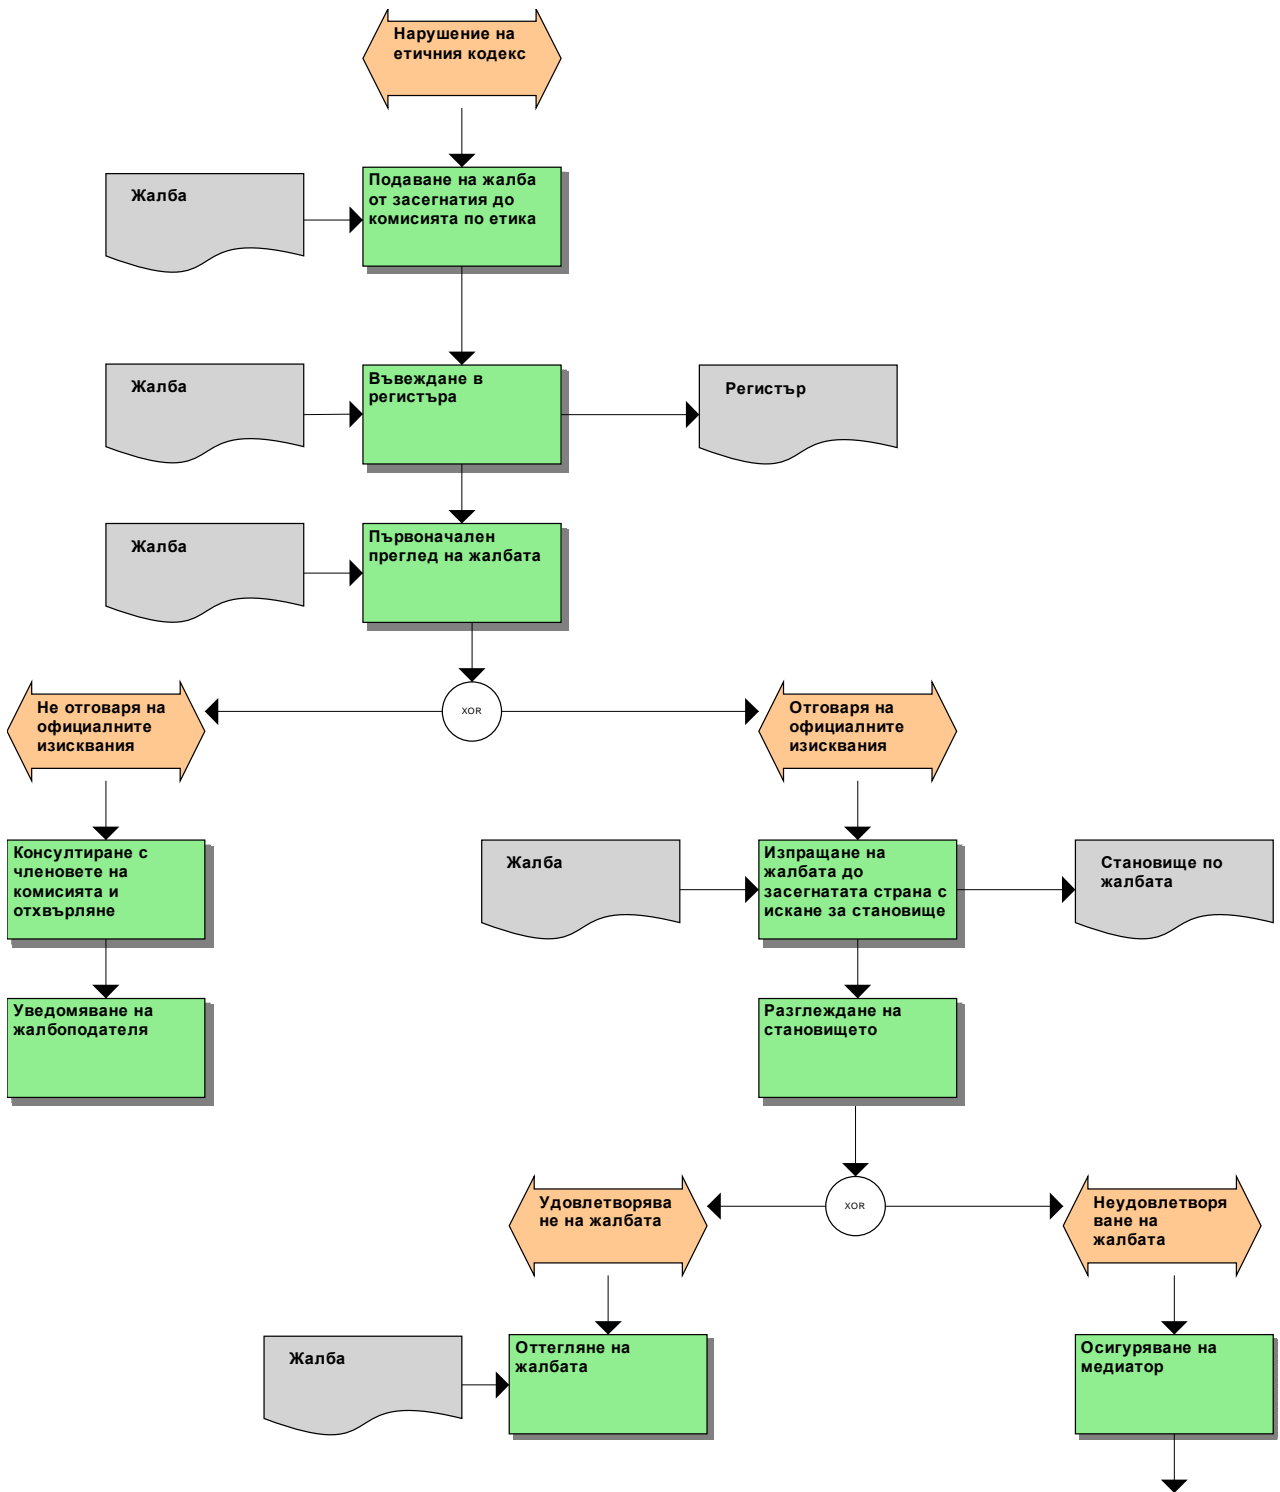 Нарушение на
етичния кодекс
Жалба
Подаване на жалба
от засегнатия до
комисията по етика
Жалба
Въвеждане в
регистъра
Регистър
Жалба
Първоначален
преглед на жалбата
Не отговаря на
официалните
изисквания
XOR
Отговаря на
официалните
изисквания
Консултиране с
членовете на
комисията и
отхвърляне
Жалба
Изпращане на
жалбата до
засегнатата страна с
искане за становище
Становище по
жалбата
Уведомяване на
жалбоподателя
Разглеждане на
становището
Удовлетворява
не на жалбата
XOR
Неудовлетворя
ване на
жалбата
Жалба
Оттегляне на
жалбата
Осигуряване на
медиатор